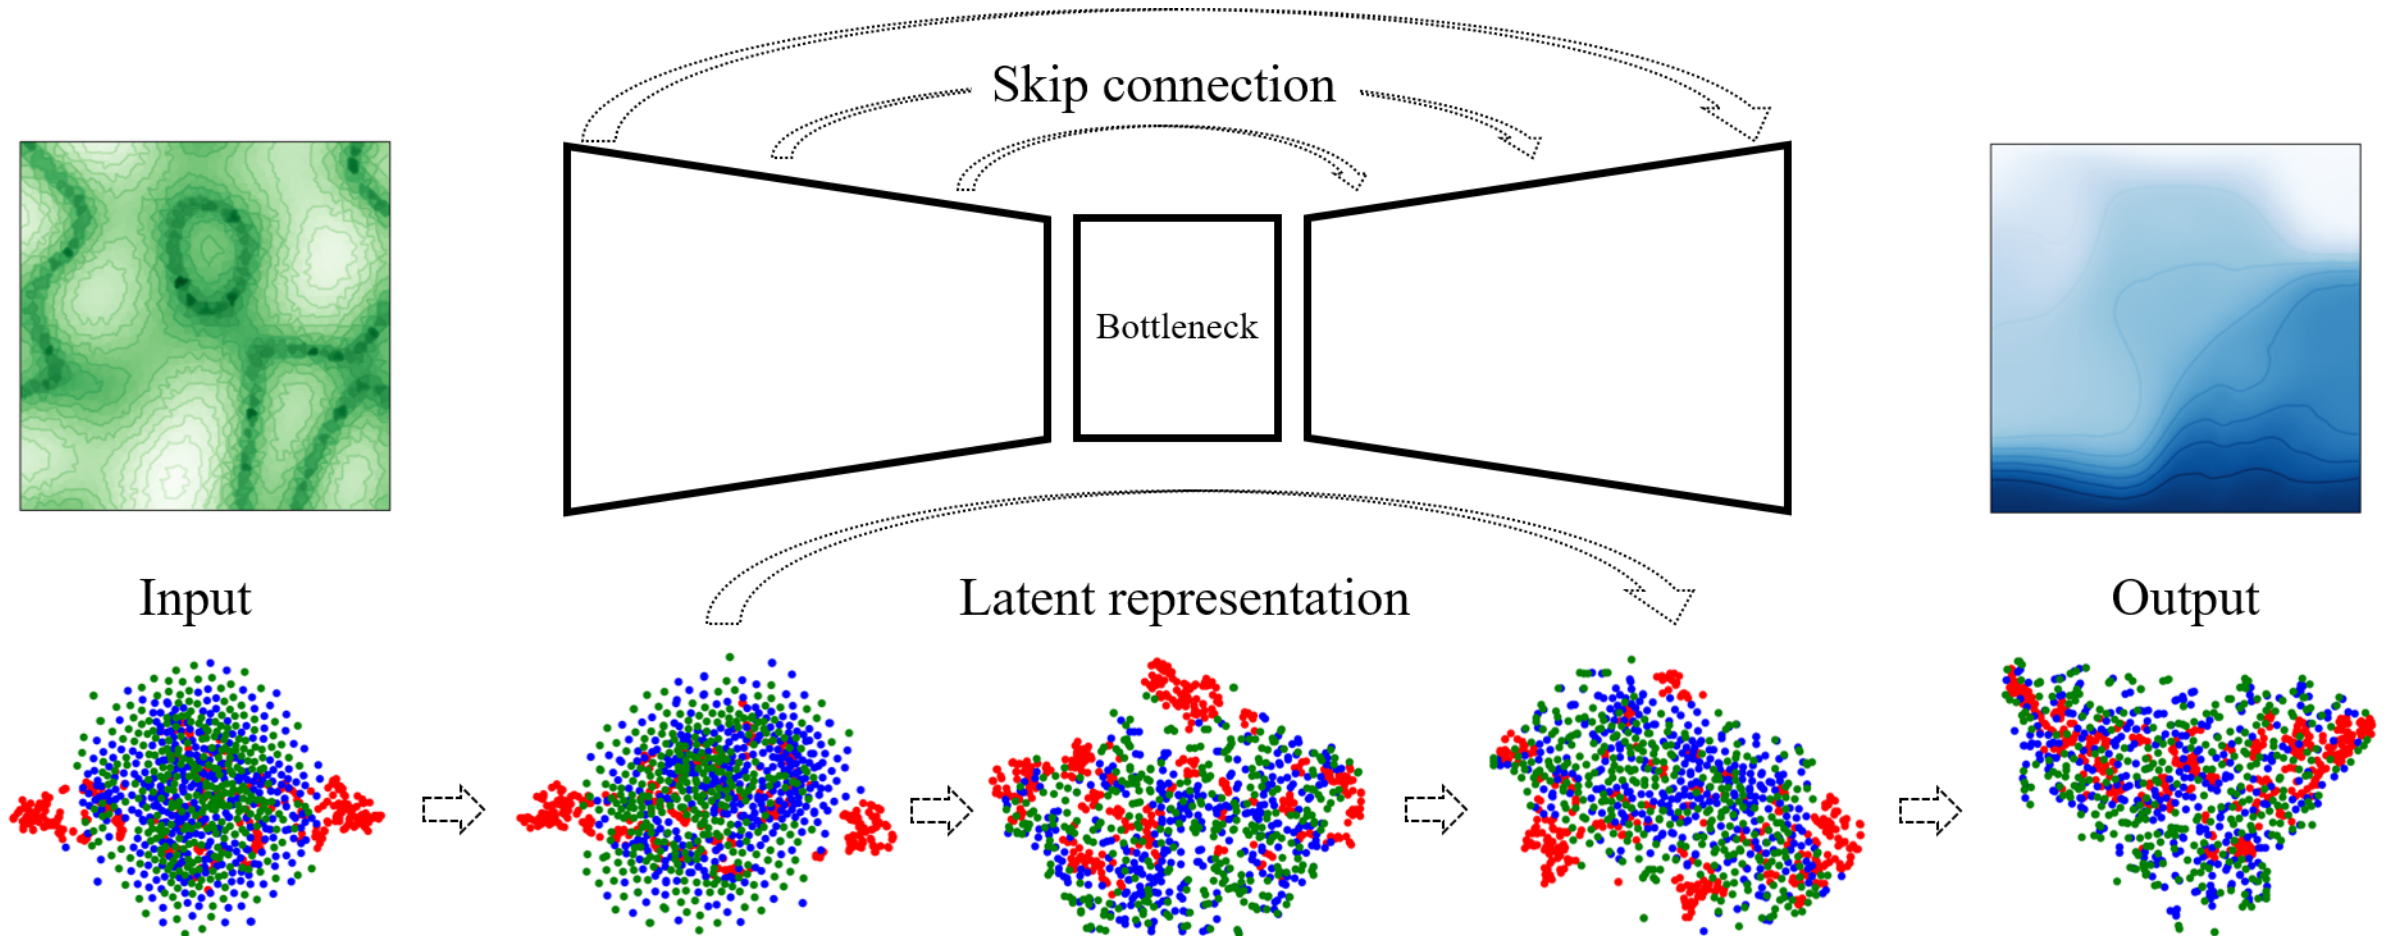 Skip connection
Bottleneck
Input
Latent representation
Output